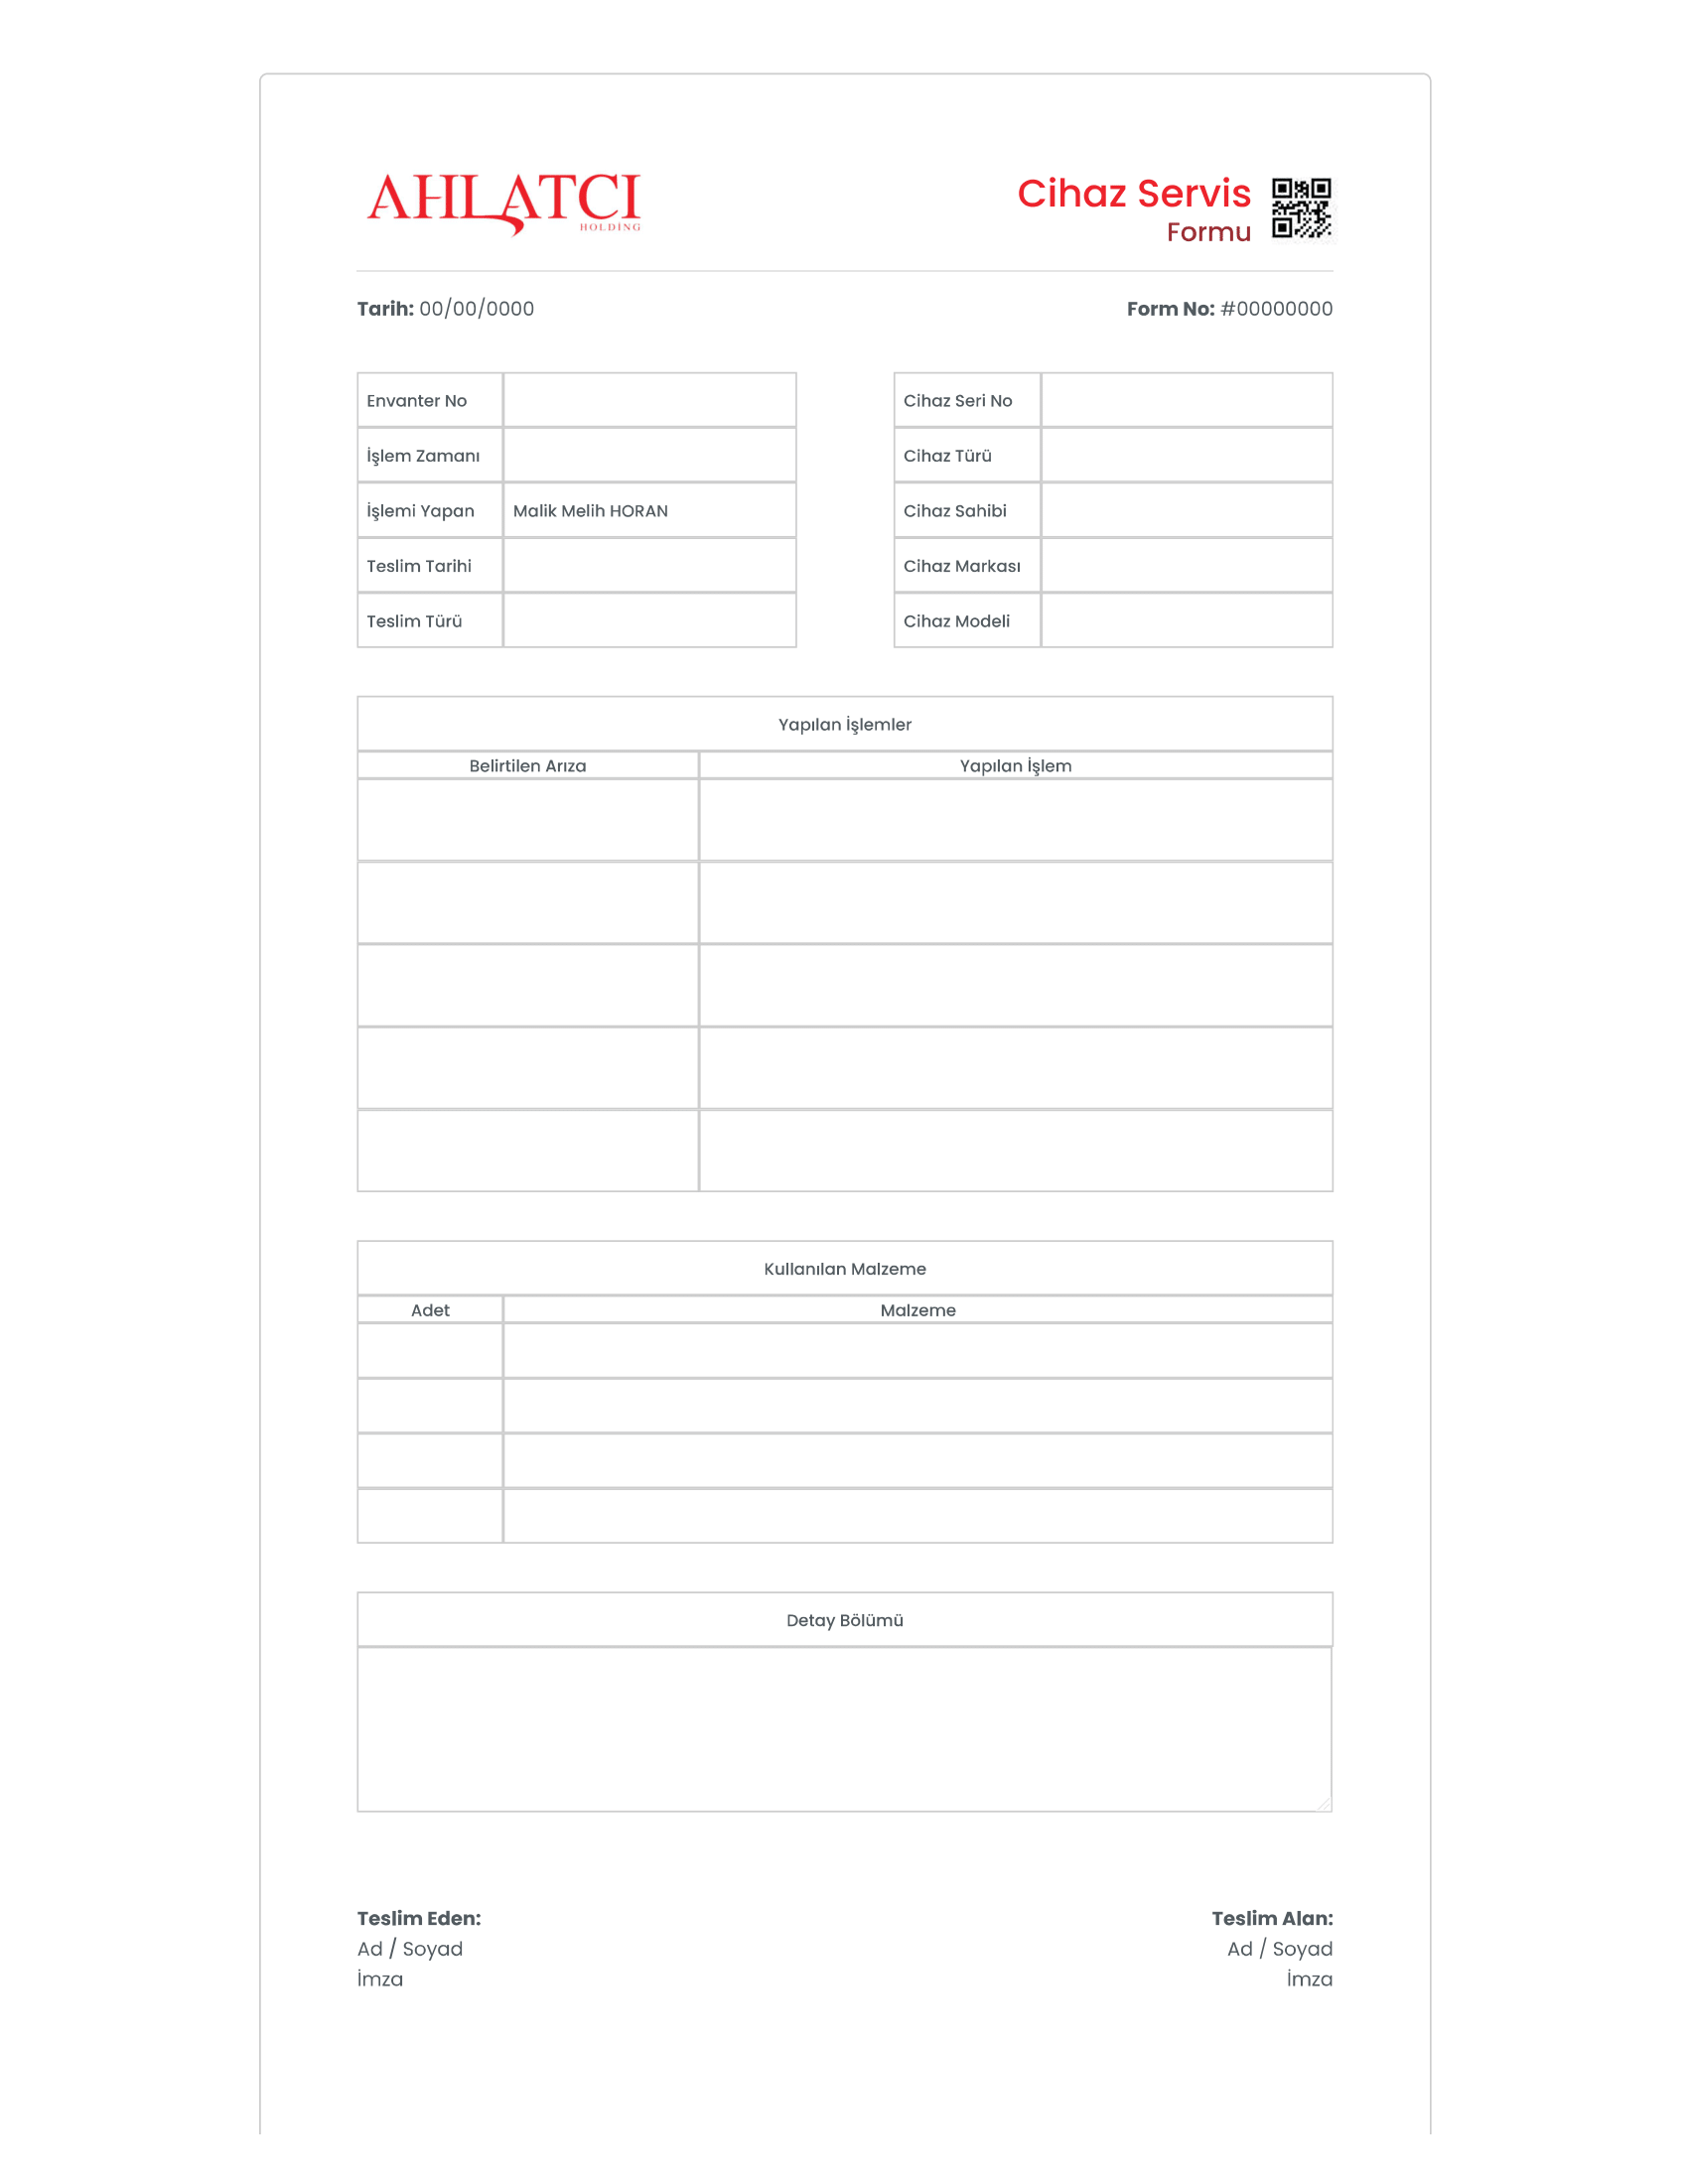 AHLATCI
HOLDİNG
Cihaz Servis
Formu
Tarih: 00/00/0000
Form No: #00000000
Envanter No
İşlem Zamanı
İşlemi Yapan Malik Melih HORAN
Teslim Tarihi
Teslim Türü
Cihaz Seri No
Cihaz Türü
Cihaz Sahibi
Cihaz Markası
Cihaz Modeli
Yapılan İşlemler
Belirtilen Arıza Yapılan İşlem
Kullanılan Malzeme
Adet Malzeme
Detay Bölümü
Teslim Eden:
Ad / Soyad
İmza
Teslim Alan:
Ad / Soyad
İmza